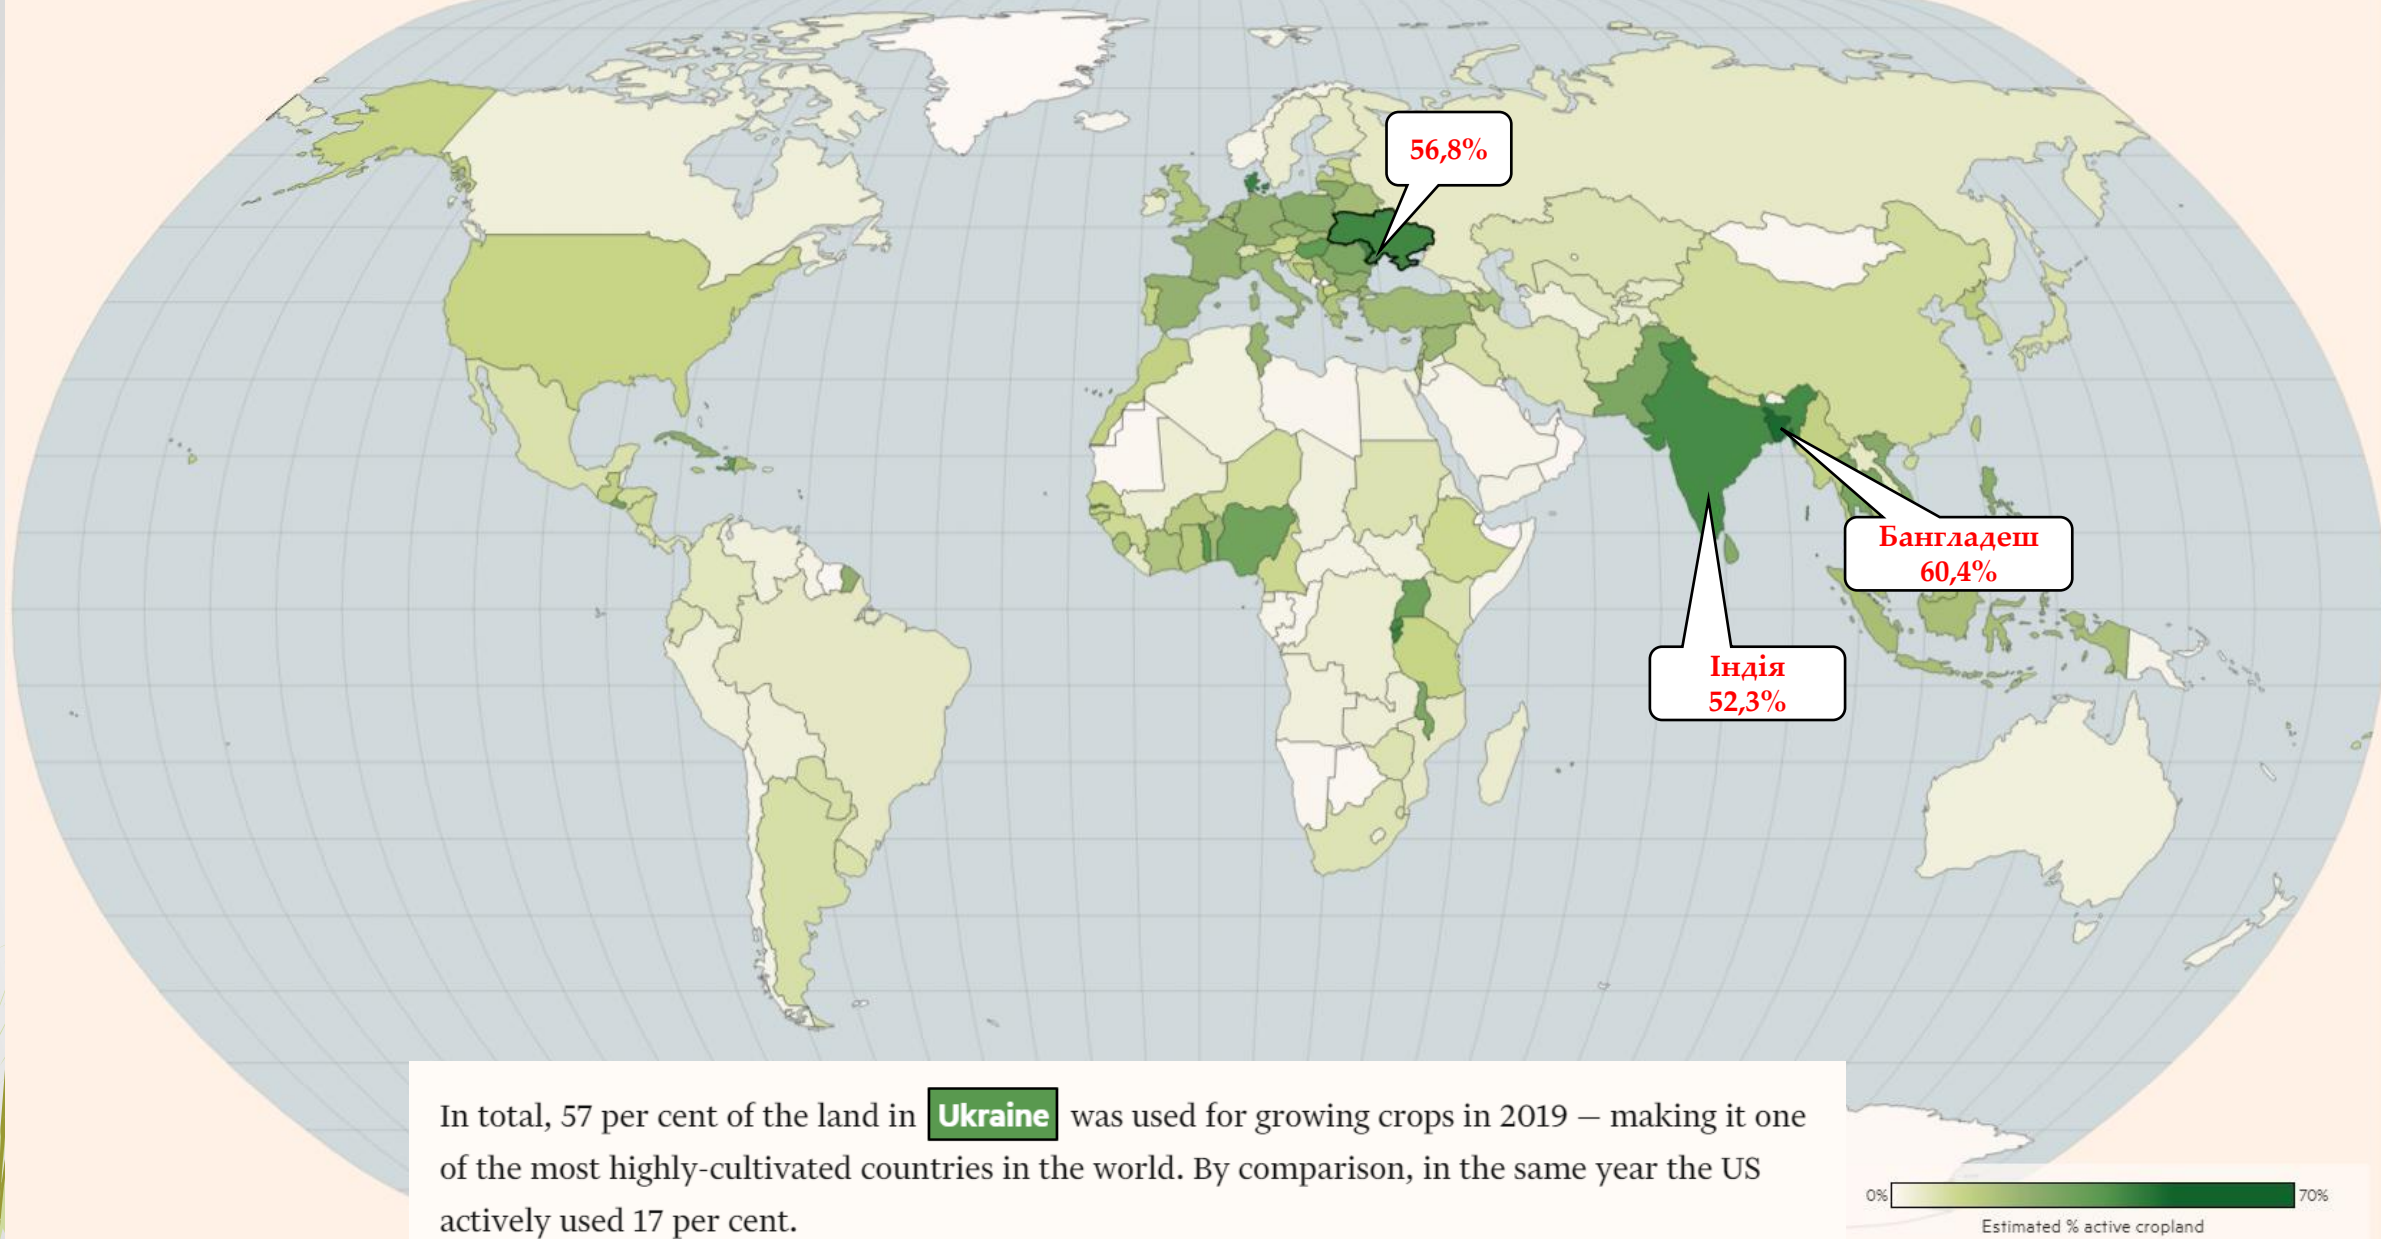 56,8%
Бангладеш
60,4%
Індія
52,3%
In total, 57 per cent of the land in Ukraine was used for growing crops in 2019 – making it one
of the most highly-cultivated countries in the world. By comparison, in the same year the US
actively used 17 per cent.
0% 70%
Estimated % active cropland